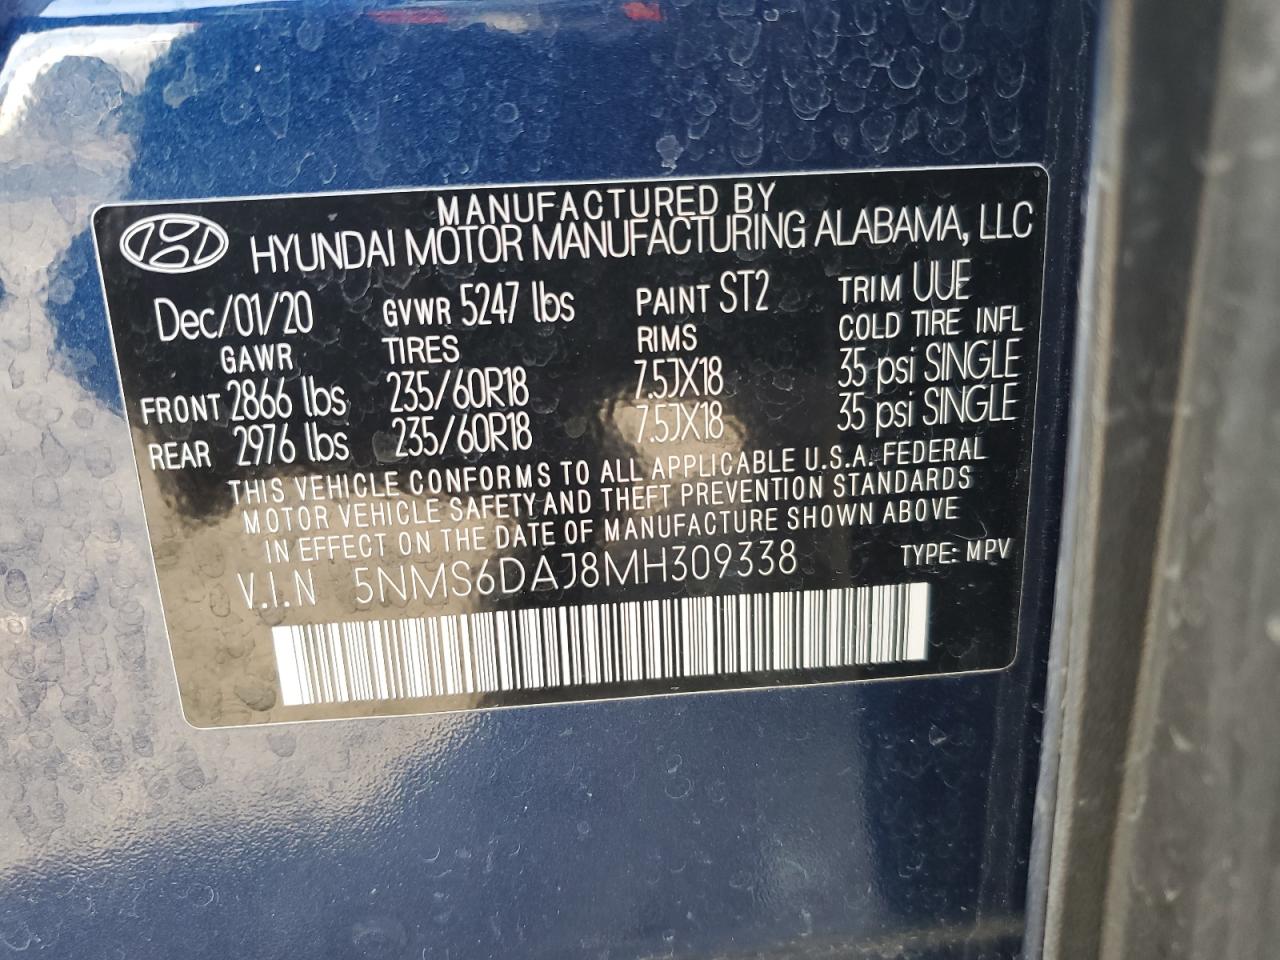 MANUFACTURED BY
HYUNDAI MOTOR MANUFACTURING ALABAMA, LLC
Dec/01/20 GVWR 5247 lbs PAINT ST2 TRIM UUE
GAWR TIRES RIMS COLD TIRE INFL
FRONT 2866 lbs 235/60R18 7.5JX18 35 psi SINGLE
REAR 2976 lbs 235/60R18 7.5JX18 35 psi SINGLE
THIS VEHICLE CONFORMS TO ALL APPLICABLE U.S.A. FEDERAL
MOTOR VEHICLE SAFETY AND THEFT PREVENTION STANDARDS
IN EFFECT ON THE DATE OF MANUFACTURE SHOWN ABOVE
V.I.N 5NMS6DAJ8MH309338 TYPE: MPV